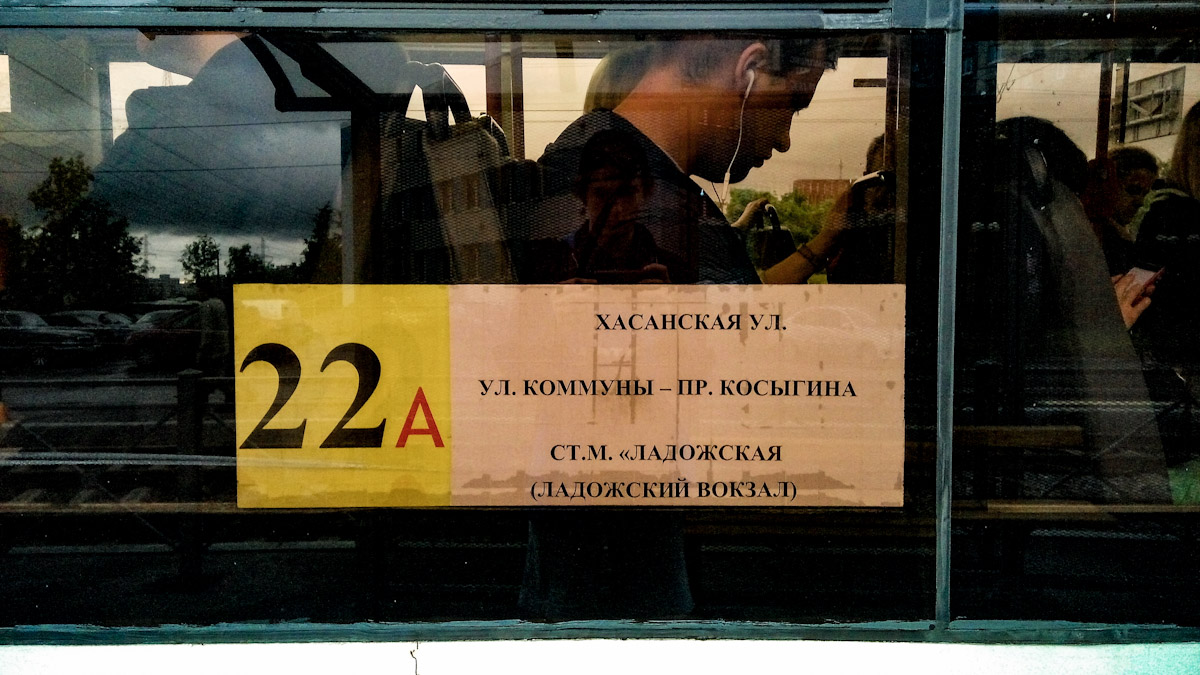 22А
ХАСАНСКАЯ УЛ.
УЛ. КОММУНЫ – ПР. КОСЫГИНА
СТ.М. «ЛАДОЖСКАЯ
(ЛАДОЖСКИЙ ВОКЗАЛ)